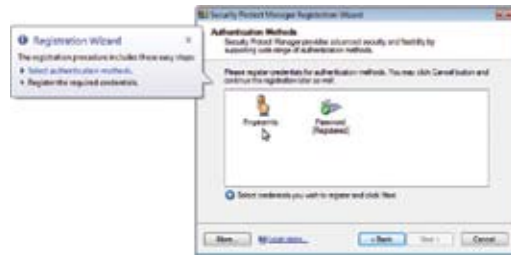 Registration Wizard
The registration procedure includes three easy steps
Select authentication methods.
Register the required credentials.
Security Protect Manager Registration Wizard
Authentication Methods
Security Protect Manager provides advanced security and flexibility by
supporting wide range of authentication methods.
Please register credentials for authentication methods. You may click Cancel button and
continue the registration later as well.
Fingerprints
Password
(Registered)
Select credentials you wish to register and click Next
< Back
Next >
Cancel